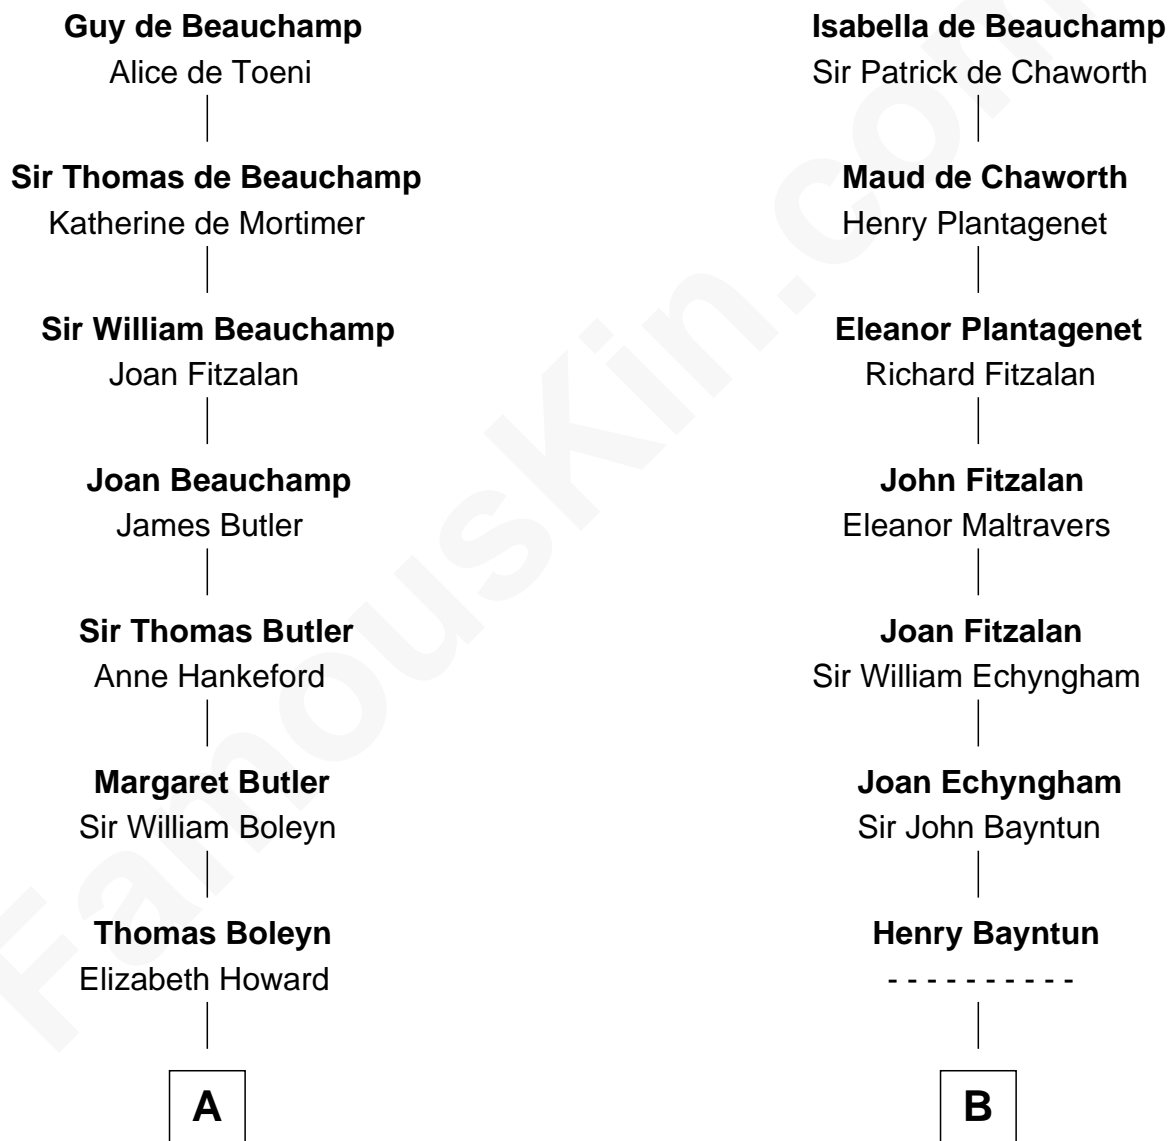 Guy de Beauchamp
Alice de Toeni
Sir Thomas de Beauchamp
Katherine de Mortimer
Sir William Beauchamp
Joan Fitzalan
Joan Beauchamp
James Butler
Sir Thomas Butler
Anne Hankeford
Margaret Butler
Sir William Boleyn
Thomas Boleyn
Elizabeth Howard
A
Isabella de Beauchamp
Sir Patrick de Chaworth
Maud de Chaworth
Henry Plantagenet
Eleanor Plantagenet
Richard Fitzalan
John Fitzalan
Eleanor Maltravers
Joan Fitzalan
Sir William Echyngham
Joan Echyngham
Sir John Bayntun
Henry Bayntun
- - - - - - - - - -
B
FamousKin.com